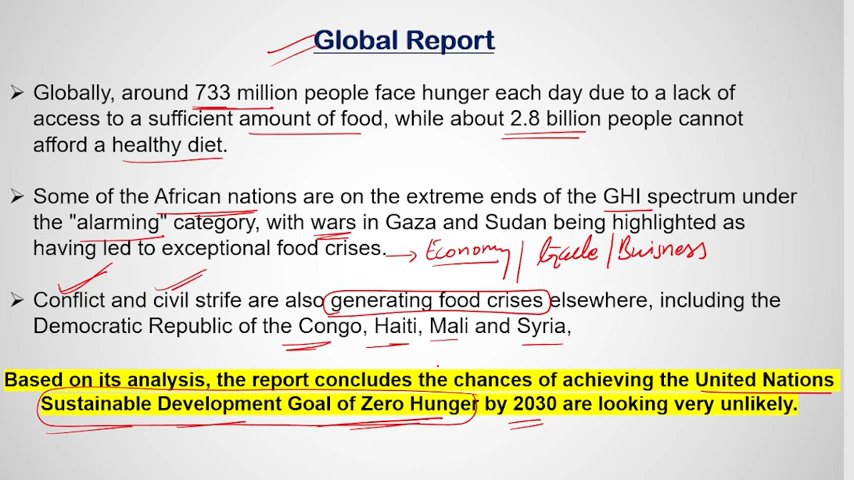 Global Report
➤ Globally, around 733 million people face hunger each day due to a lack of
access to a sufficient amount of food, while about 2.8 billion people cannot
afford a healthy diet.
➤ Some of the African nations are on the extreme ends of the GHI spectrum under
the "alarming" category, with wars in Gaza and Sudan being highlighted as
having led to exceptional food crises. → Economy / / Buisness
➤ Conflict and civil strife are also generating food crises elsewhere, including the
Democratic Republic of the Congo, Haiti, Mali and Syria,
Based on its analysis, the report concludes the chances of achieving the United Nations
Sustainable Development Goal of Zero Hunger by 2030 are looking very unlikely.